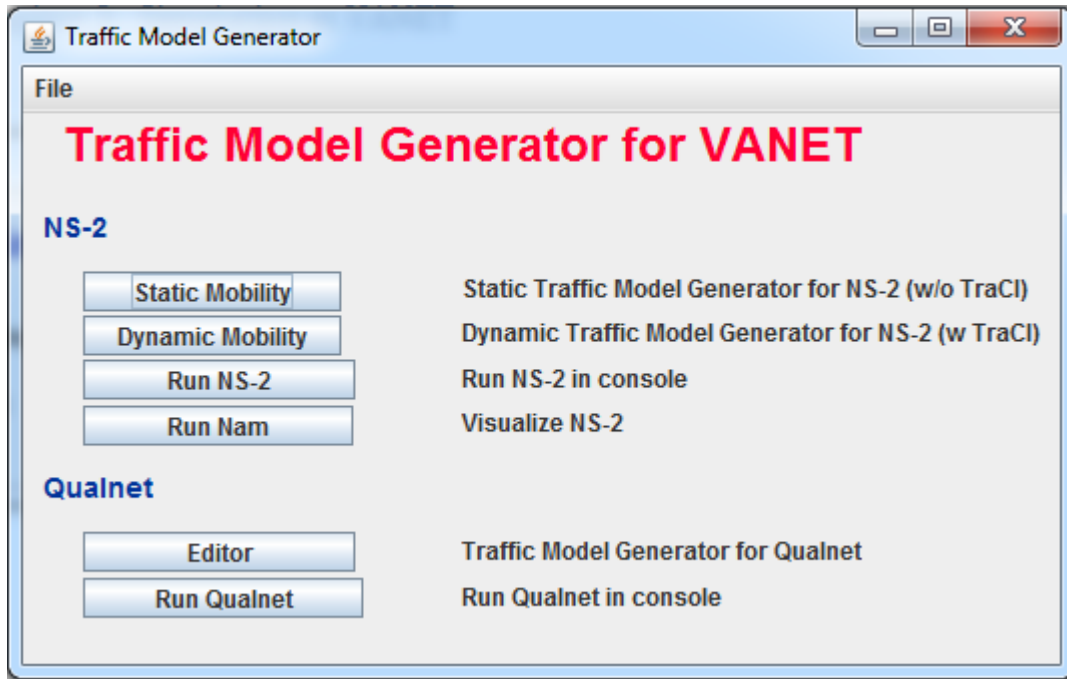 Traffic Model Generator
File
Traffic Model Generator for VANET
NS-2
Static Mobility Static Traffic Model Generator for NS-2 (w/o TraCI)
Dynamic Mobility Dynamic Traffic Model Generator for NS-2 (w TraCI)
Run NS-2 Run NS-2 in console
Run Nam Visualize NS-2
Qualnet
Editor Traffic Model Generator for Qualnet
Run Qualnet Run Qualnet in console